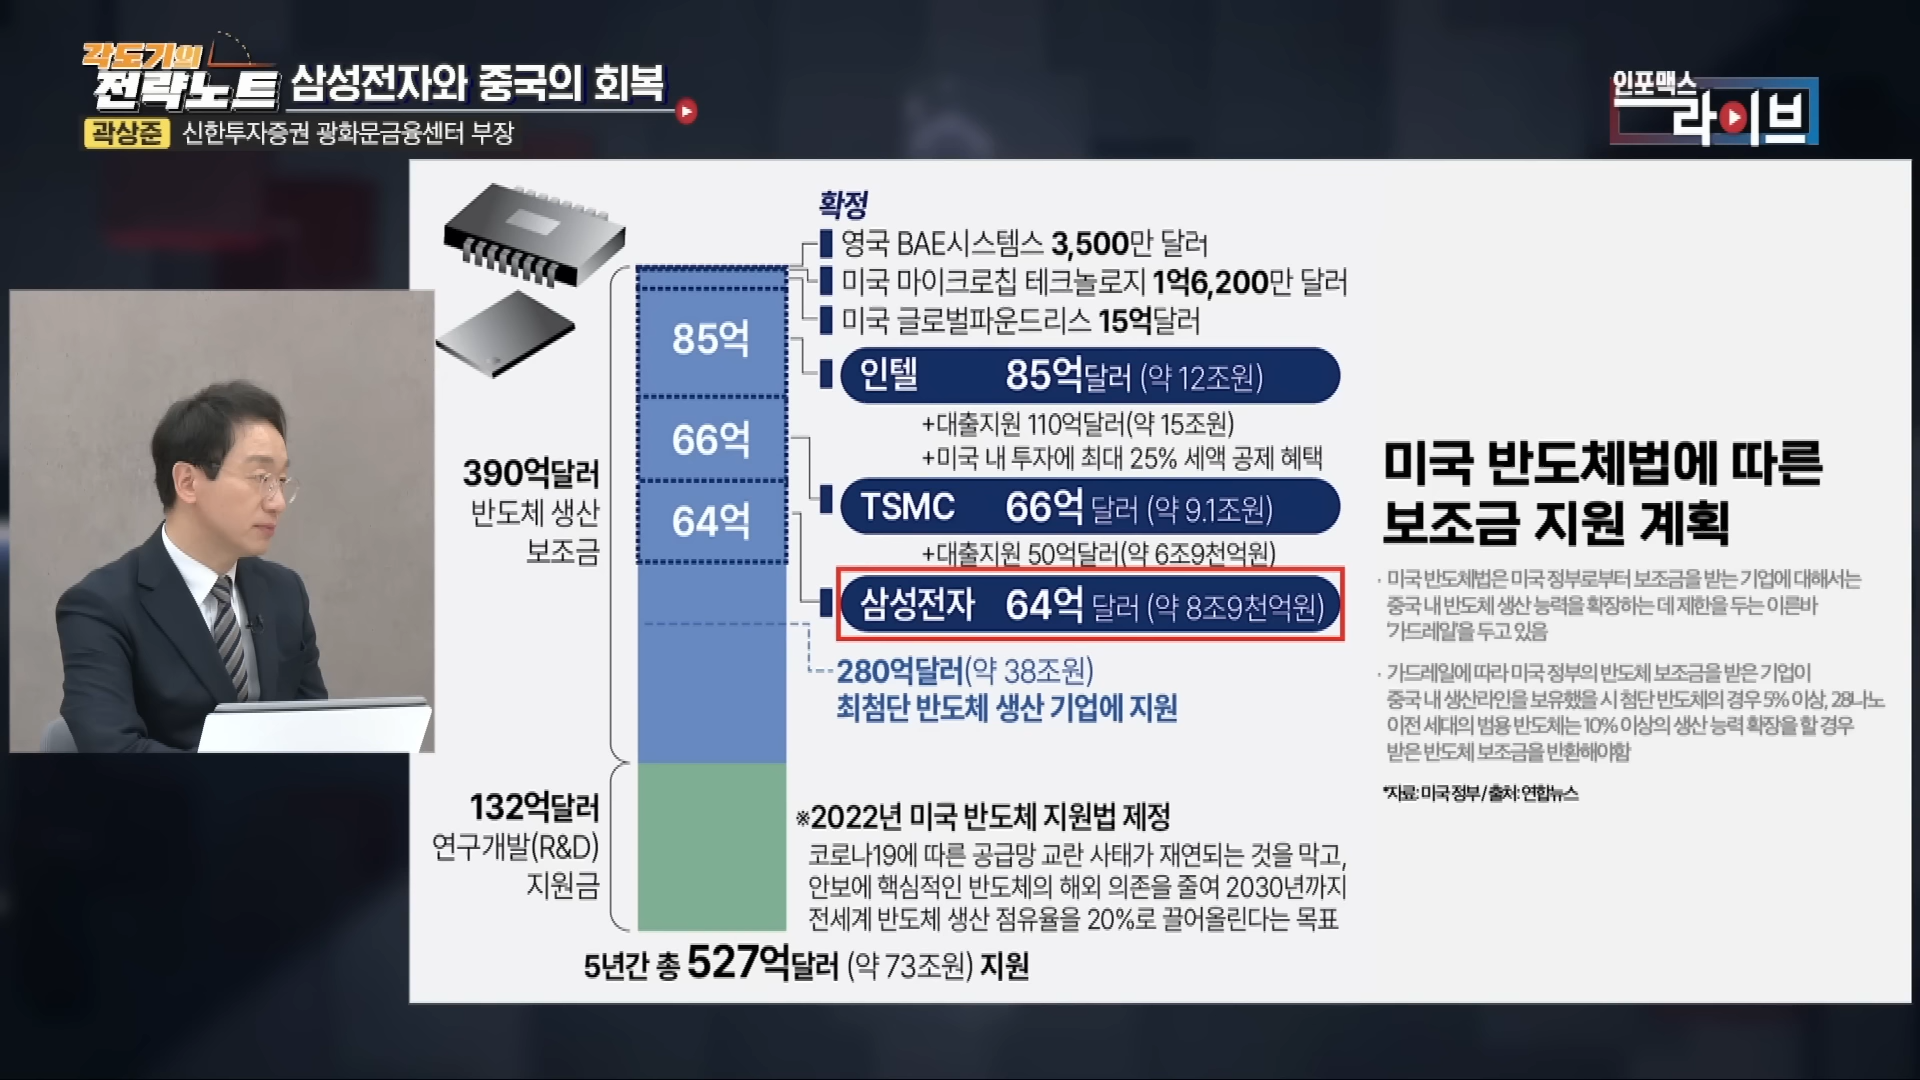 각도기의
전략노트 삼성전자와 중국의 회복
곽상준 신한투자증권 광화문금융센터 부장
인포맥스
라이브
확정
영국 BAE시스템스 3,500만 달러
미국 마이크로칩 테크놀로지 1억6,200만 달러
미국 글로벌파운드리스 15억달러
85억
인텔 85억달러 (약 12조원)
+대출지원 110억달러(약 15조원)
+미국 내 투자에 최대 25% 세액 공제 혜택
66억
TSMC 66억 달러 (약 9.1조원)
+대출지원 50억달러(약 6조9천억원)
64억
삼성전자 64억 달러 (약 8조9천억원)
390억달러
반도체 생산
보조금
280억달러(약 38조원)
최첨단 반도체 생산 기업에 지원
132억달러
연구개발(R&D)
지원금
※2022년 미국 반도체 지원법 제정
코로나19에 따른 공급망 교란 사태가 재연되는 것을 막고,
안보에 핵심적인 반도체의 해외 의존을 줄여 2030년까지
전세계 반도체 생산 점유율을 20%로 끌어올린다는 목표
5년간 총 527억달러 (약 73조원) 지원
미국 반도체법에 따른
보조금 지원 계획
· 미국 반도체법은 미국 정부로부터 보조금을 받는 기업에 대해서는
중국 내 반도체 생산 능력을 확장하는 데 제한을 두는 이른바
'가드레일'을 두고 있음
· 가드레일에 따라 미국 정부의 반도체 보조금을 받은 기업이
중국 내 생산라인을 보유했을 시 첨단 반도체의 경우 5% 이상, 28나노
이전 세대의 범용 반도체는 10% 이상의 생산 능력 확장을 할 경우
받은 반도체 보조금을 반환해야함
*자료: 미국 정부 / 출처: 연합뉴스